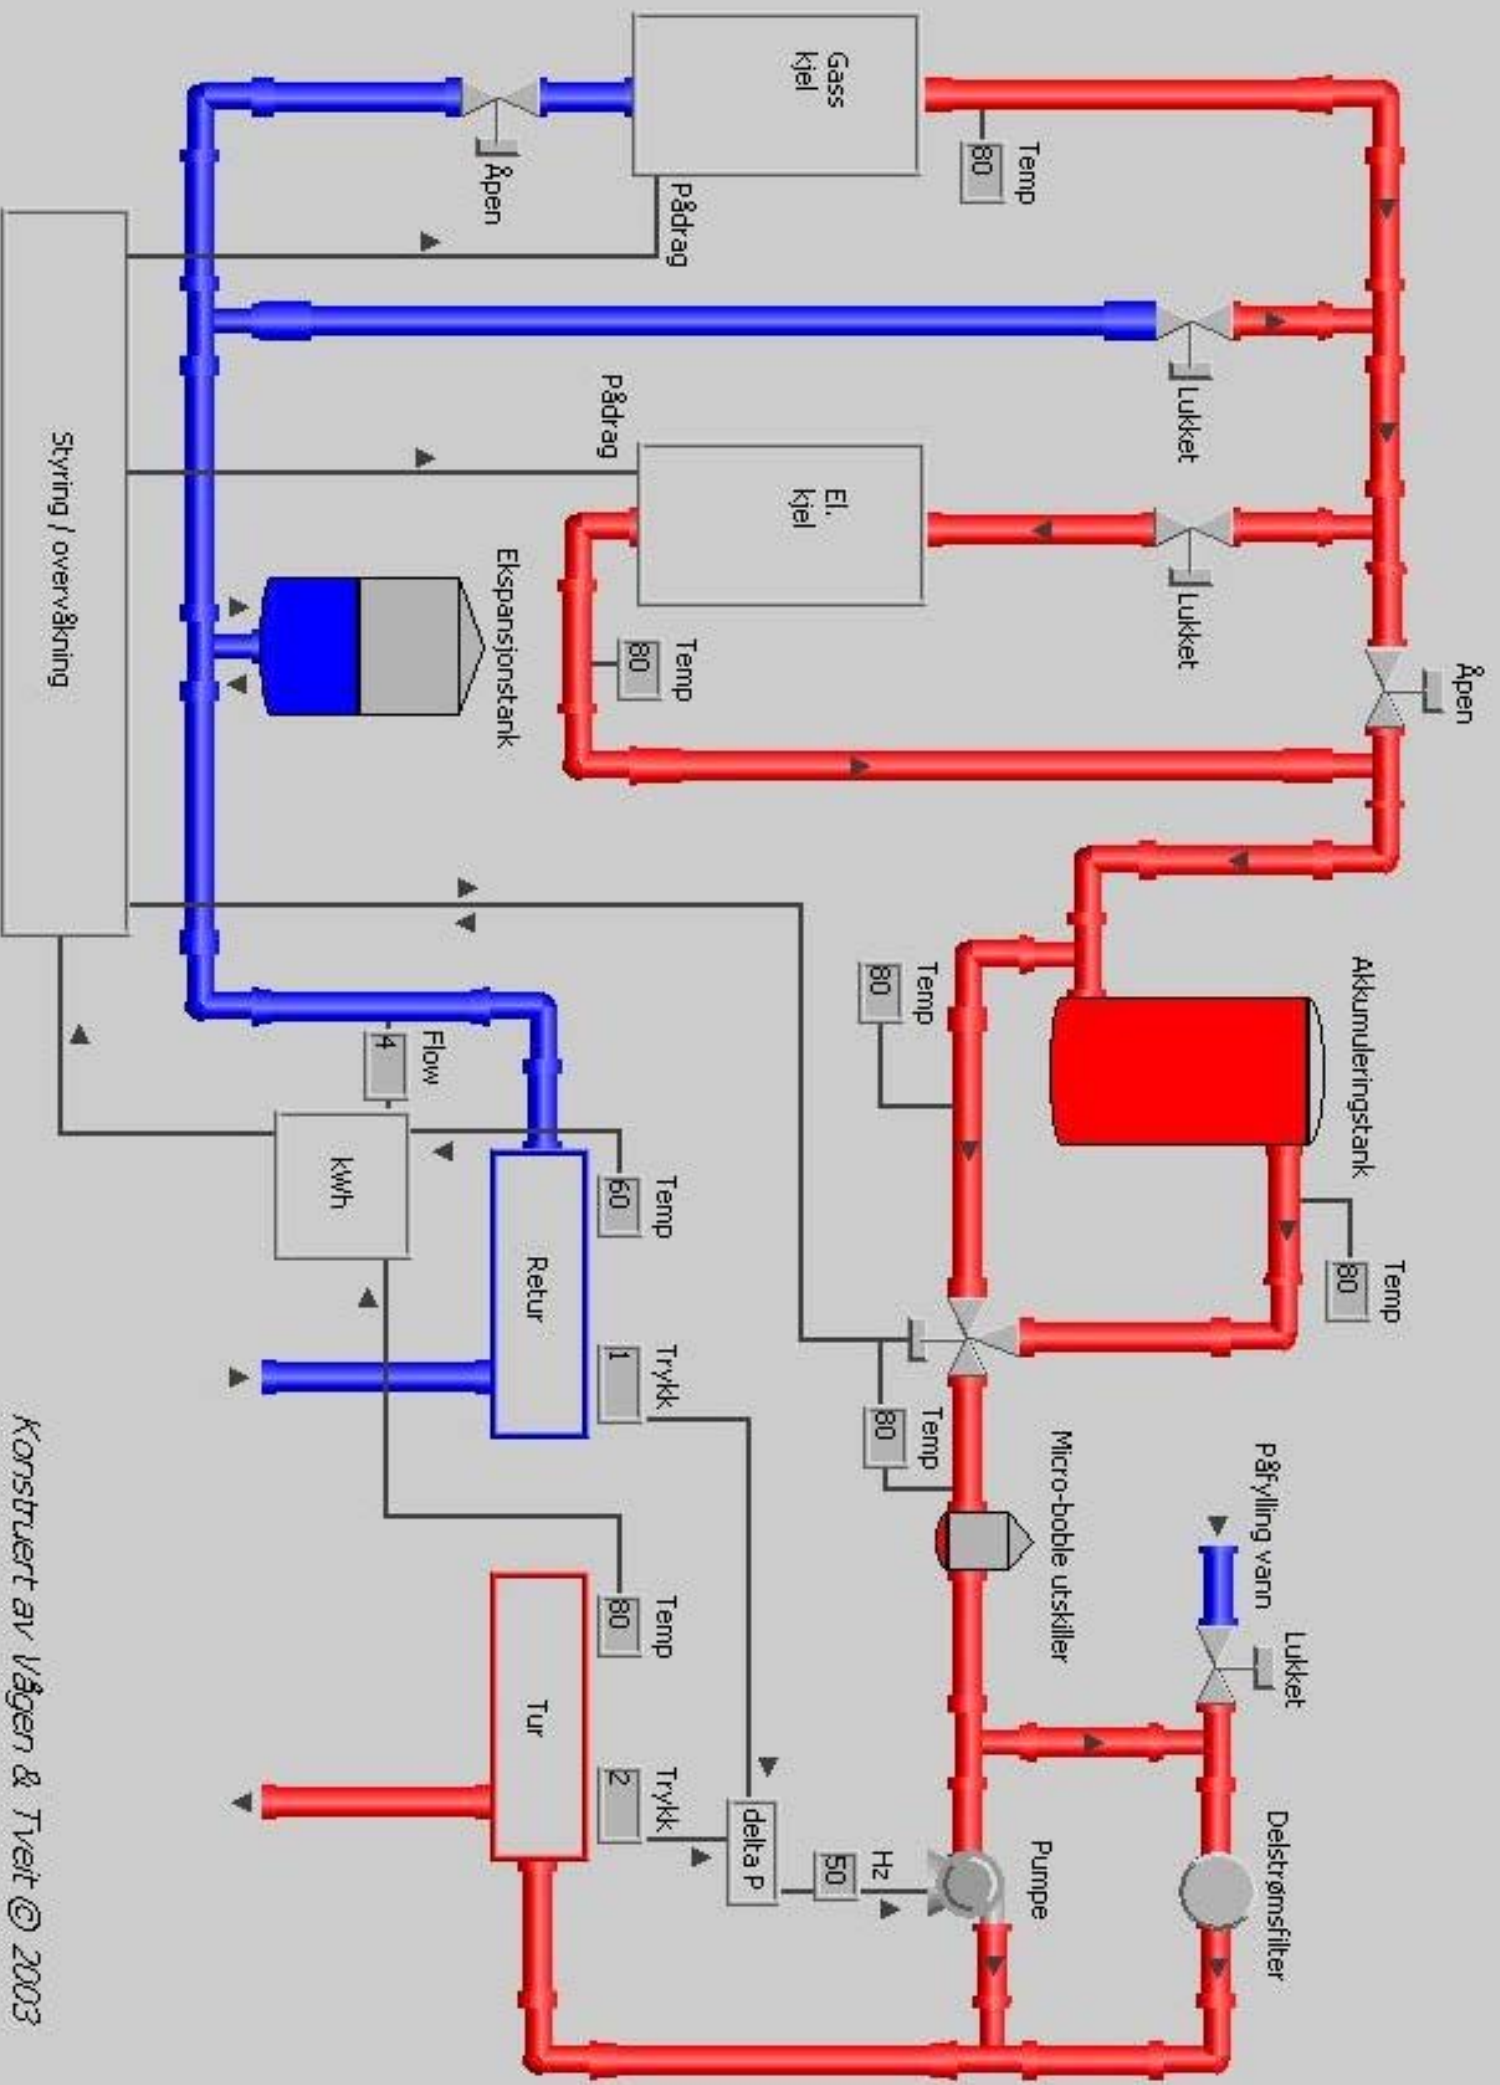 Åpen
Gass
kjel
Temp
80
Åpen
Pådrag
Lukket
Lukket
Pådrag
El.
kjel
Temp
80
Ekspansjonstank
Styring / overvåkning
Akkumuleringstank
Temp
80
Temp
80
Flow
4
kWh
Temp
60
Retur
Trykk
1
Temp
80
Micro-boble utskiller
Påfylling vann
Lukket
Delstrømsfilter
Pumpe
Hz
50
delta P
Temp
80
Tur
Trykk
2
Konstruert av Vågen & Tveit © 2003